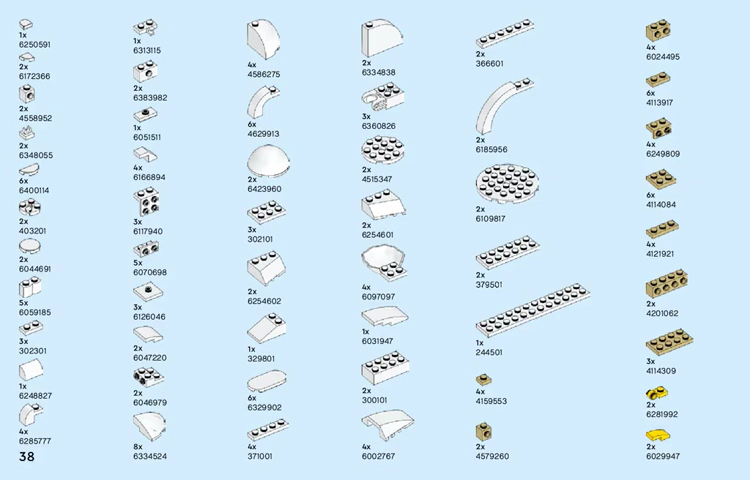 1x
6250591
2x
6172366
2x
4558952
2x
6348055
6x
6400114
2x
403201
2x
6044691
5x
6059185
3x
302301
1x
6248827
4x
6285777
38
1x
6313115
2x
6383982
1x
6051511
4x
6166894
3x
6117940
5x
6070698
3x
6126046
2x
6047220
2x
6046979
8x
6334524
4x
4586275
6x
4629913
2x
6423960
3x
302101
2x
6254602
1x
329801
6x
6329902
4x
371001
2x
6334838
3x
6360826
2x
4515347
2x
6254601
4x
6097097
1x
6031947
2x
300101
4x
6002767
2x
366601
2x
6185956
2x
6109817
2x
379501
1x
244501
4x
4159553
2x
4579260
4x
6024495
6x
4113917
4x
6249809
6x
4114084
4x
4121921
2x
4201062
3x
4114309
2x
6281992
2x
6029947